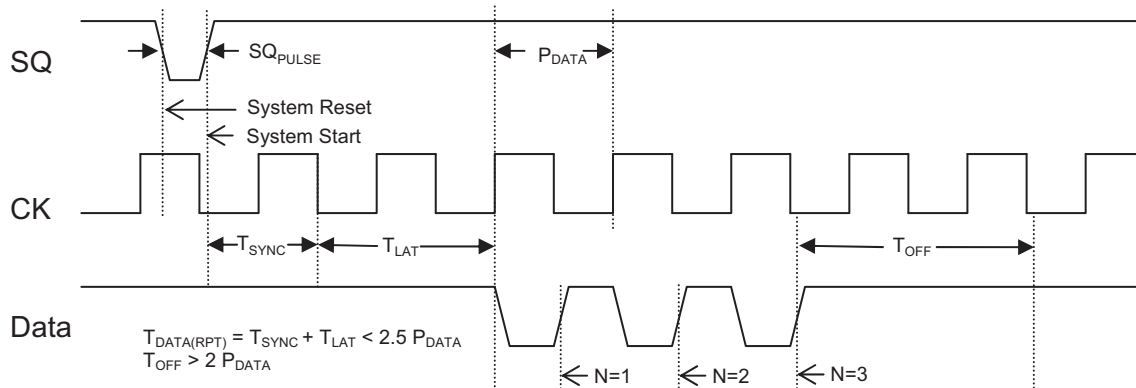 SQ
SQPULSE
PDATA
System Reset
System Start
CK
TSYNC
TLAT
TOFF
Data
TDATA(RPT) = TSYNC + TLAT < 2.5 PDATA
TOFF > 2 PDATA
N=1
N=2
N=3